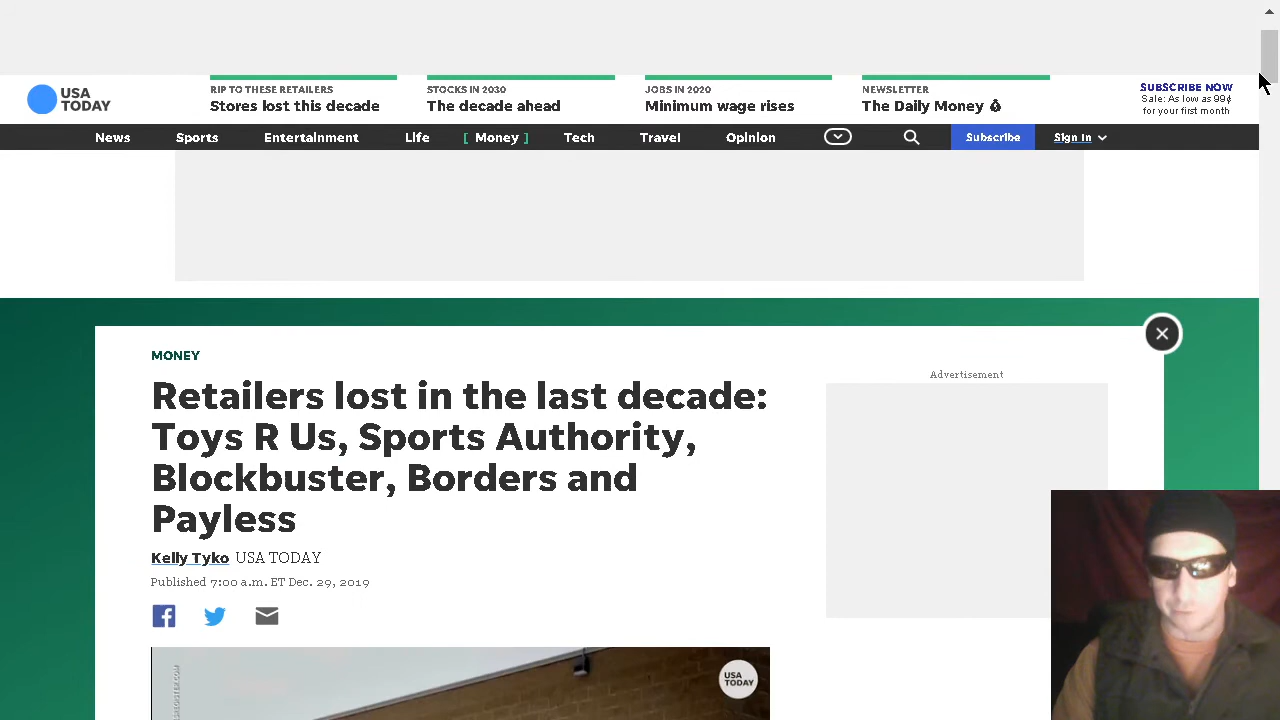 USA
TODAY
RIP TO THESE RETAILERS
Stores lost this decade
STOCKS IN 2030
The decade ahead
JOBS IN 2020
Minimum wage rises
NEWSLETTER
The Daily Money 💰
SUBSCRIBE NOW
Sale: As low as 99¢
for your first month
News
Sports
Entertainment
Life
[ Money ]
Tech
Travel
Opinion
Subscribe
Sign In
MONEY
Retailers lost in the last decade:
Toys R Us, Sports Authority,
Blockbuster, Borders and
Payless
Kelly Tyko USA TODAY
Published 7:00 a.m. ET Dec. 29, 2019
Advertisement
USA
TODAY